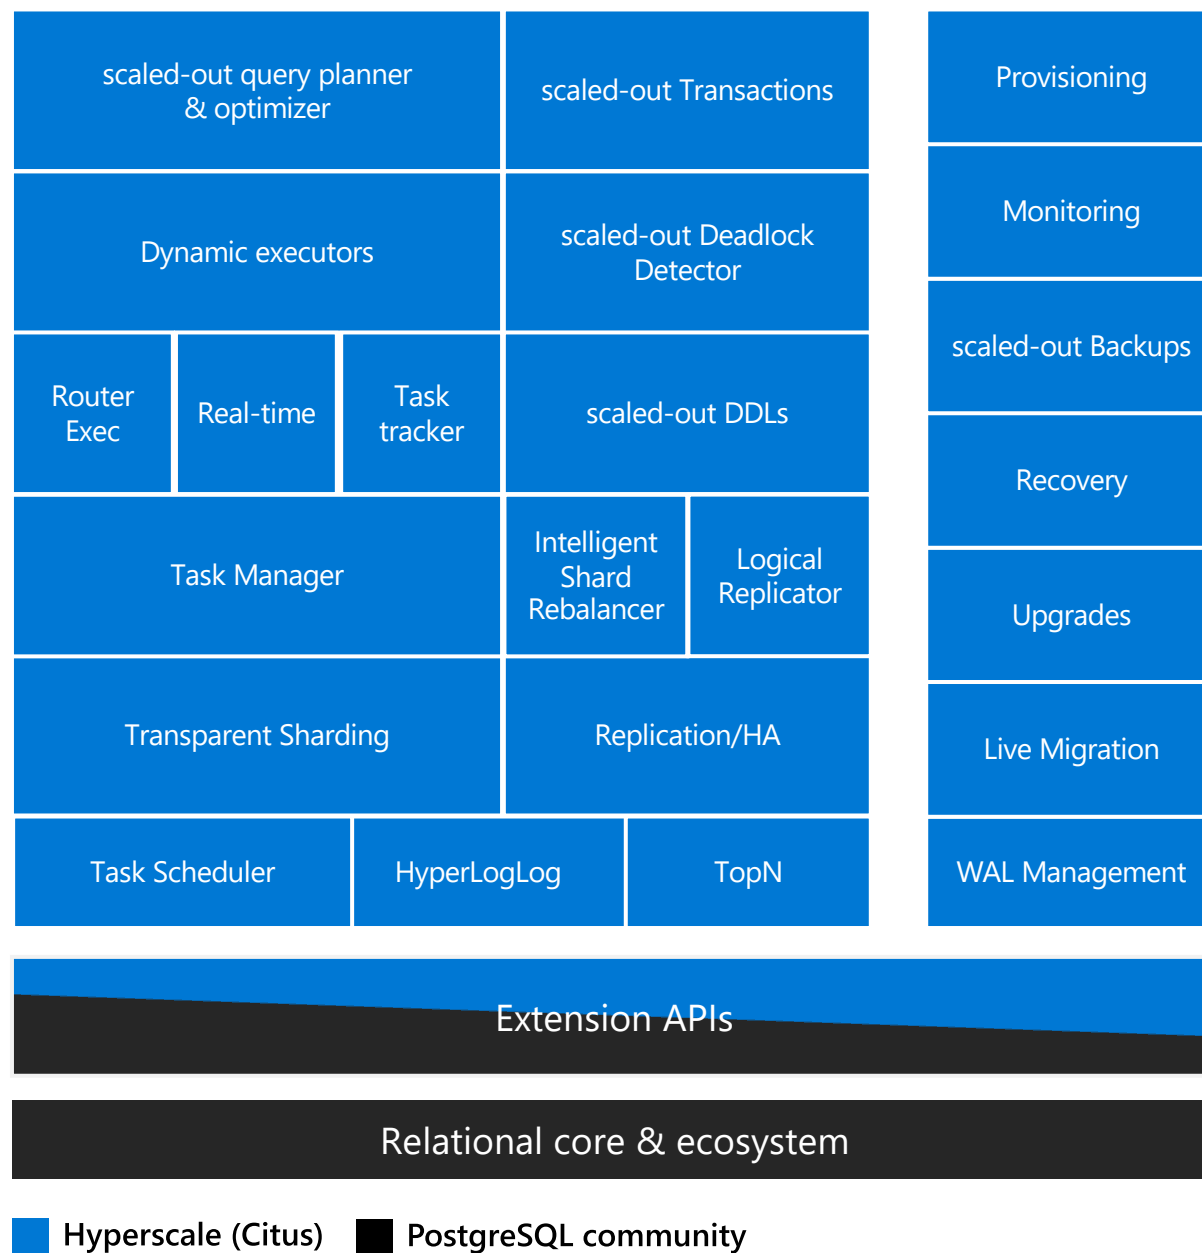 scaled-out query planner
& optimizer
scaled-out Transactions
Provisioning
Dynamic executors
scaled-out Deadlock
Detector
Monitoring
Router
Exec
Real-time
Task
tracker
scaled-out DDLs
scaled-out Backups
Recovery
Task Manager
Intelligent
Shard
Rebalancer
Logical
Replicator
Upgrades
Transparent Sharding
Replication/HA
Live Migration
Task Scheduler
HyperLogLog
TopN
WAL Management
Extension APIs
Relational core & ecosystem
Hyperscale (Citus)
PostgreSQL community